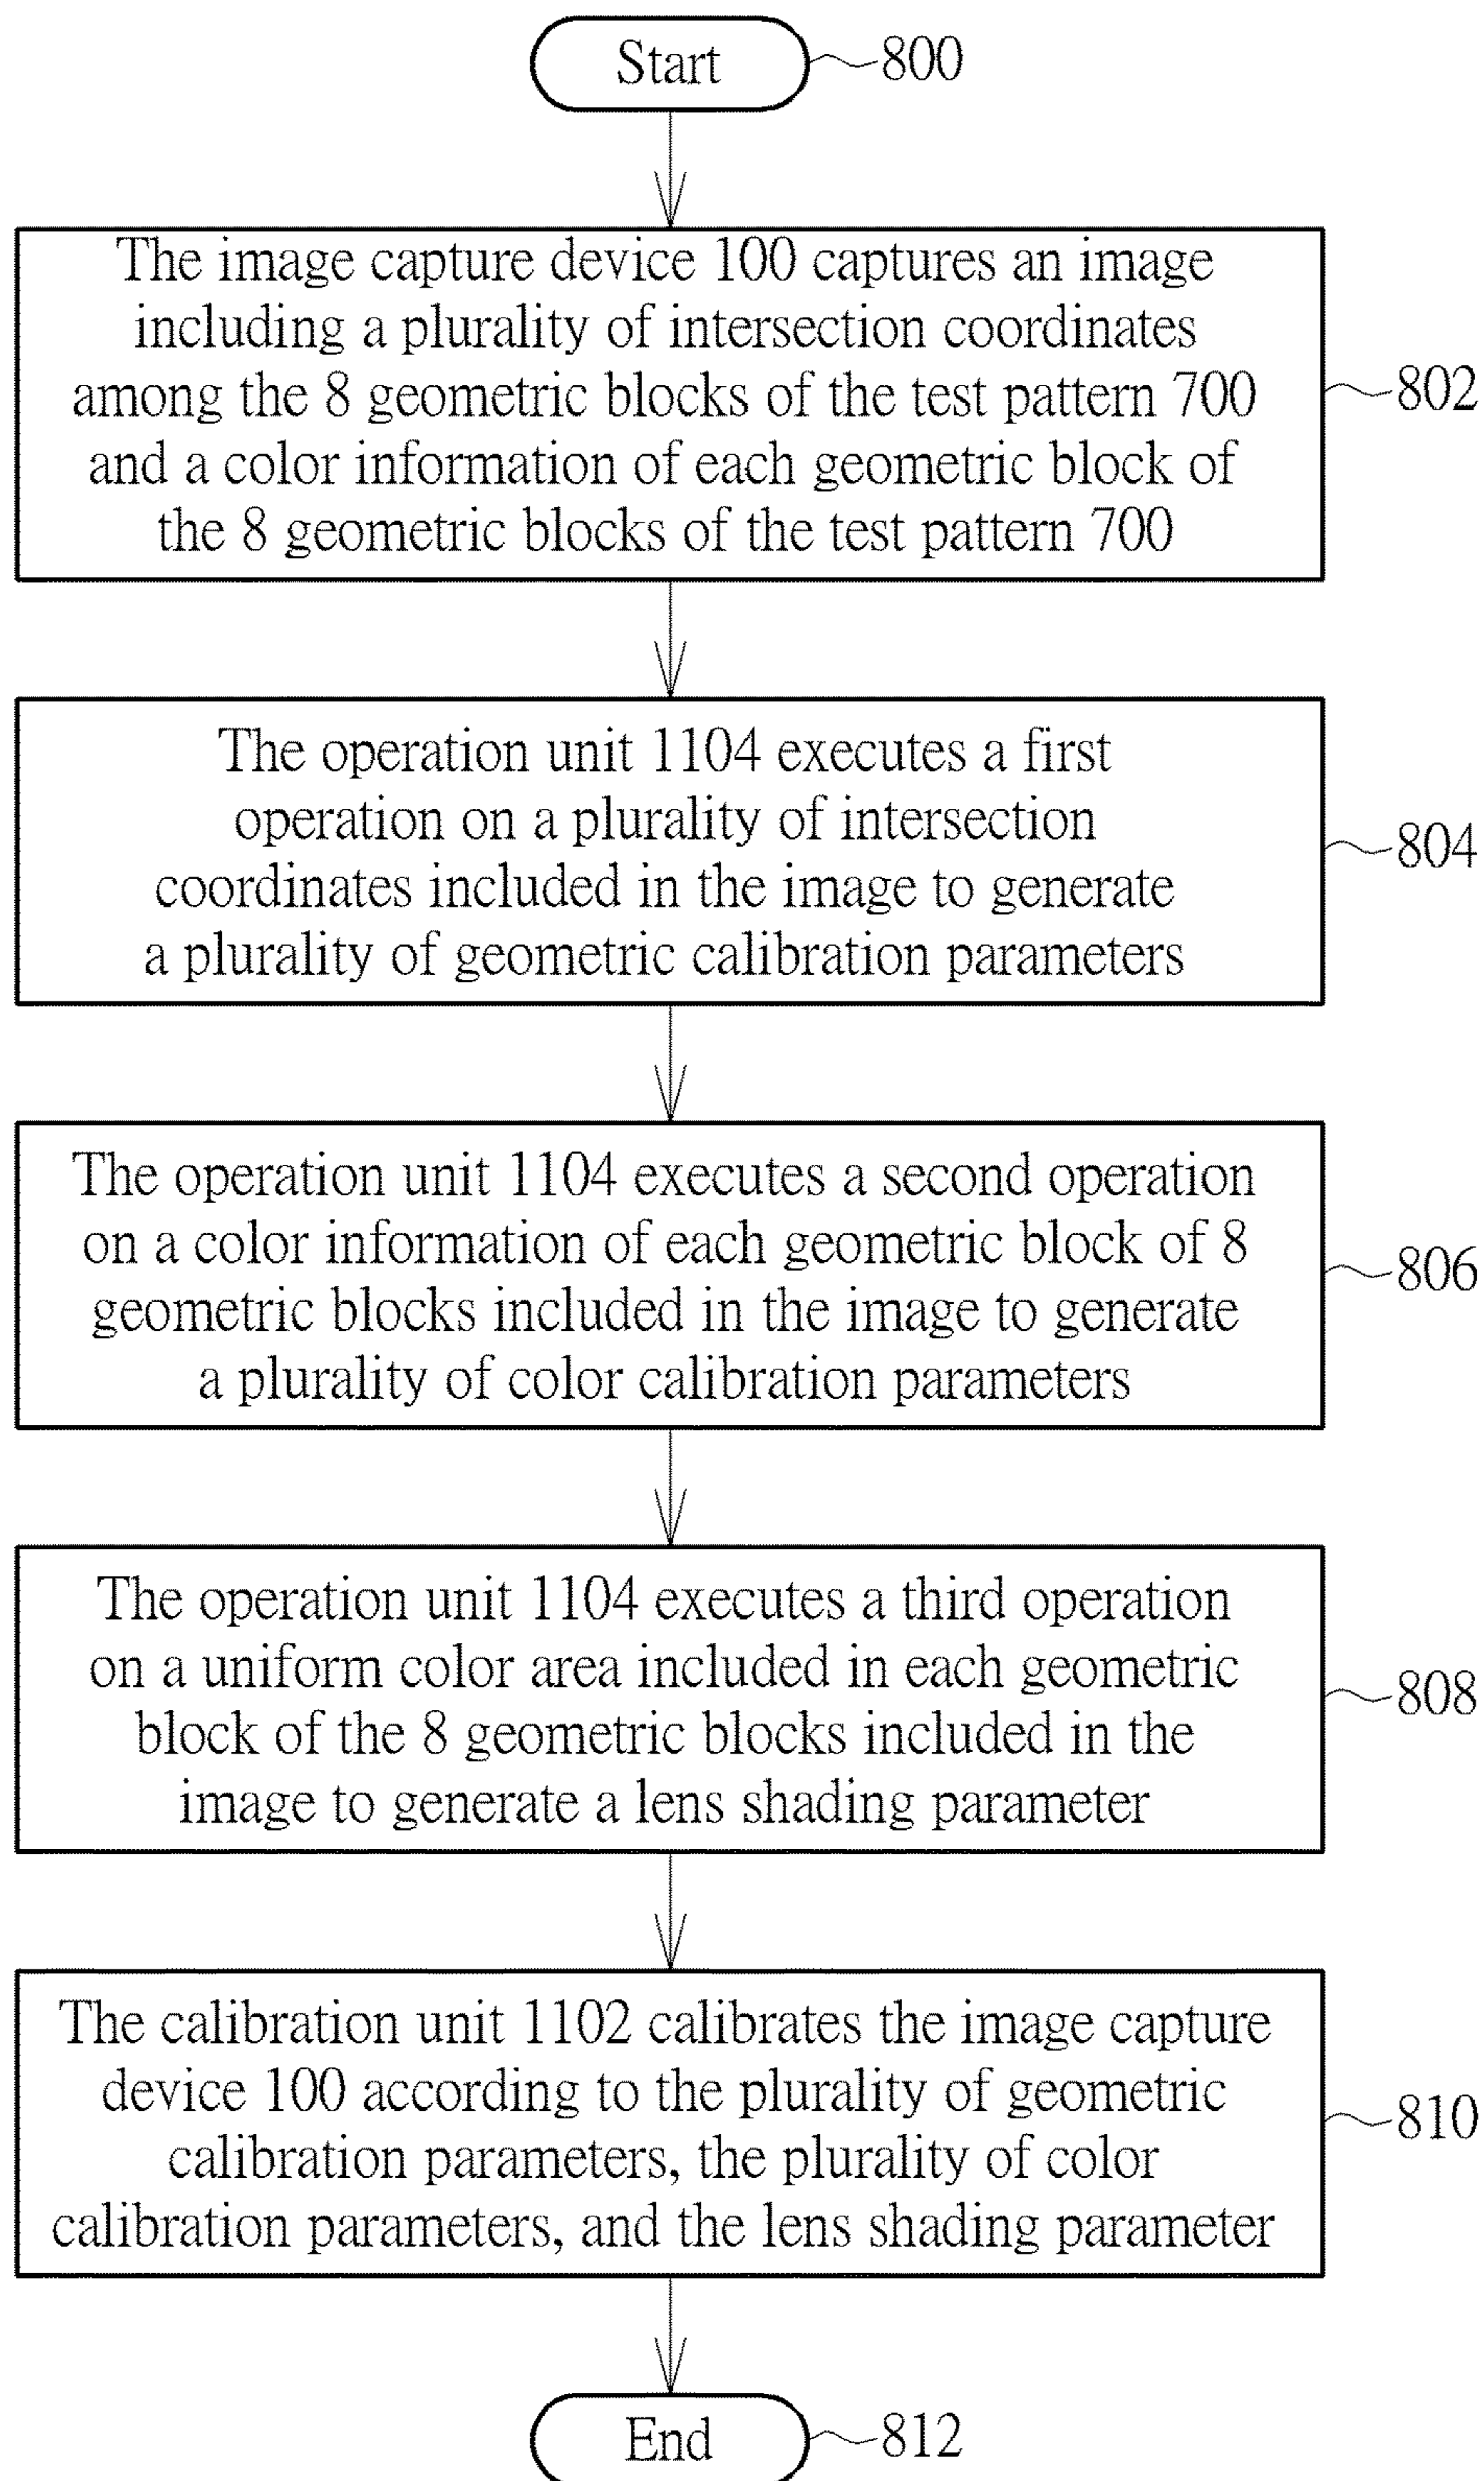 Start
800
The image capture device 100 captures an image
including a plurality of intersection coordinates
among the 8 geometric blocks of the test pattern 700
and a color information of each geometric block of
the 8 geometric blocks of the test pattern 700
802
The operation unit 1104 executes a first
operation on a plurality of intersection
coordinates included in the image to generate
a plurality of geometric calibration parameters
804
The operation unit 1104 executes a second operation
on a color information of each geometric block of 8
geometric blocks included in the image to generate
a plurality of color calibration parameters
806
The operation unit 1104 executes a third operation
on a uniform color area included in each geometric
block of the 8 geometric blocks included in the
image to generate a lens shading parameter
808
The calibration unit 1102 calibrates the image capture
device 100 according to the plurality of geometric
calibration parameters, the plurality of color
calibration parameters, and the lens shading parameter
810
End
812